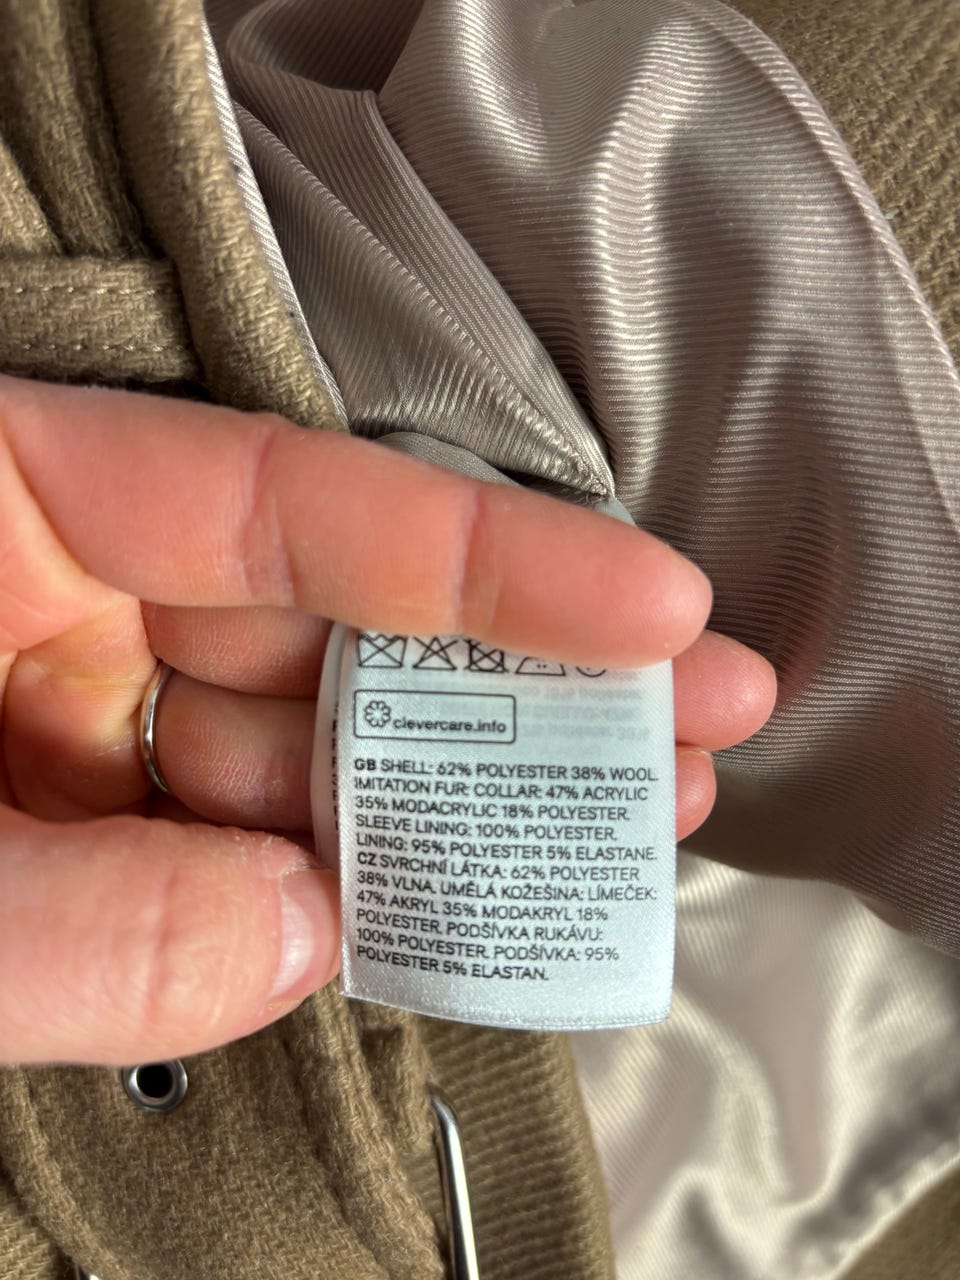 clevercare.info
GB SHELL: 62% POLYESTER 38% WOOL.
IMITATION FUR: COLLAR: 47% ACRYLIC
35% MODACRYLIC 18% POLYESTER.
SLEEVE LINING: 100% POLYESTER.
LINING: 95% POLYESTER 5% ELASTANE.
CZ SVRCHNÍ LÁTKA: 62% POLYESTER
38% VLNA. UMĚLÁ KOŽEŠINA: LÍMEČEK:
47% AKRYL 35% MODAKRYL 18%
POLYESTER. PODŠÍVKA RUKÁVU:
100% POLYESTER. PODŠÍVKA: 95%
POLYESTER 5% ELASTAN.